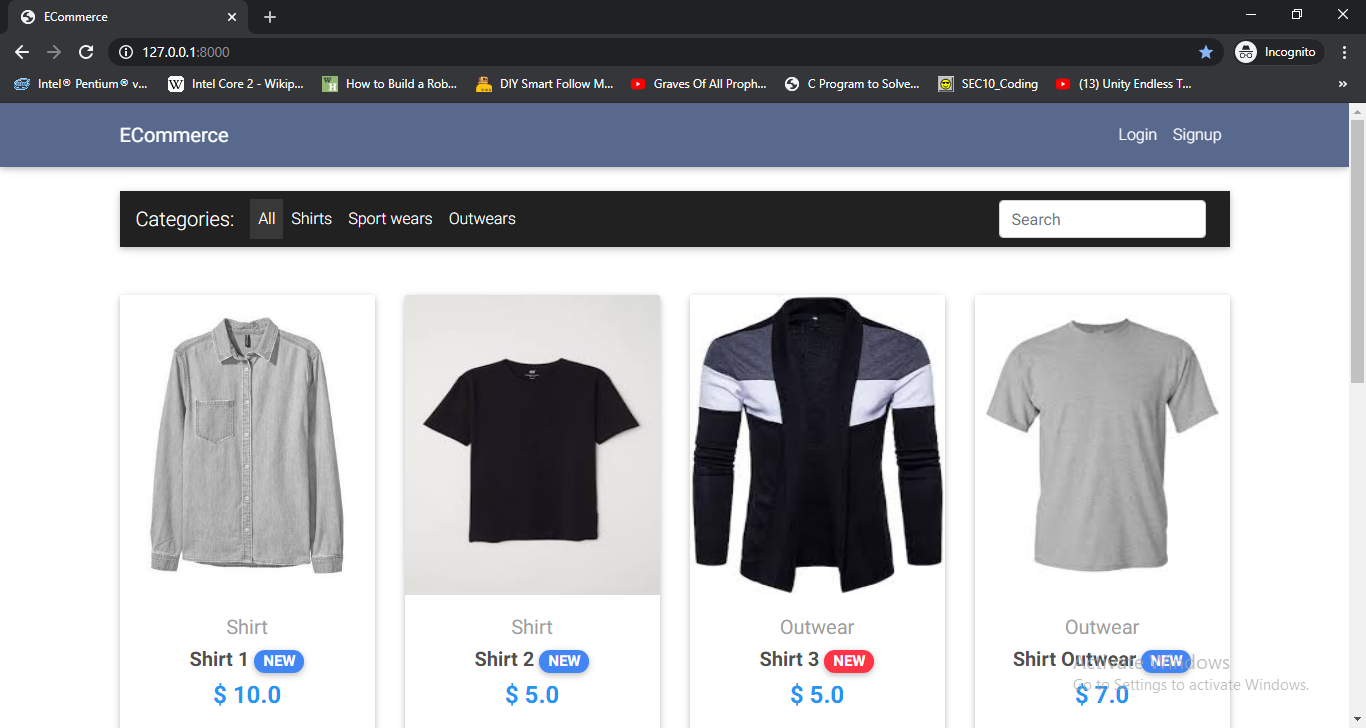 ECommerce
127.0.0.1:8000
Incognito
Intel® Pentium® v...
Intel Core 2 - Wikip...
How to Build a Rob...
DIY Smart Follow M...
Graves Of All Proph...
C Program to Solve...
SEC10_Coding
(13) Unity Endless T...
»
ECommerce
Login
Signup
Categories:
All
Shirts
Sport wears
Outwears
Search
Shirt
Shirt 1 NEW
$ 10.0
Shirt
Shirt 2 NEW
$ 5.0
Outwear
Shirt 3 NEW
$ 5.0
Outwear
Shirt Outwear NEW
$ 7.0
Activate Windows
Go to Settings to activate Windows.